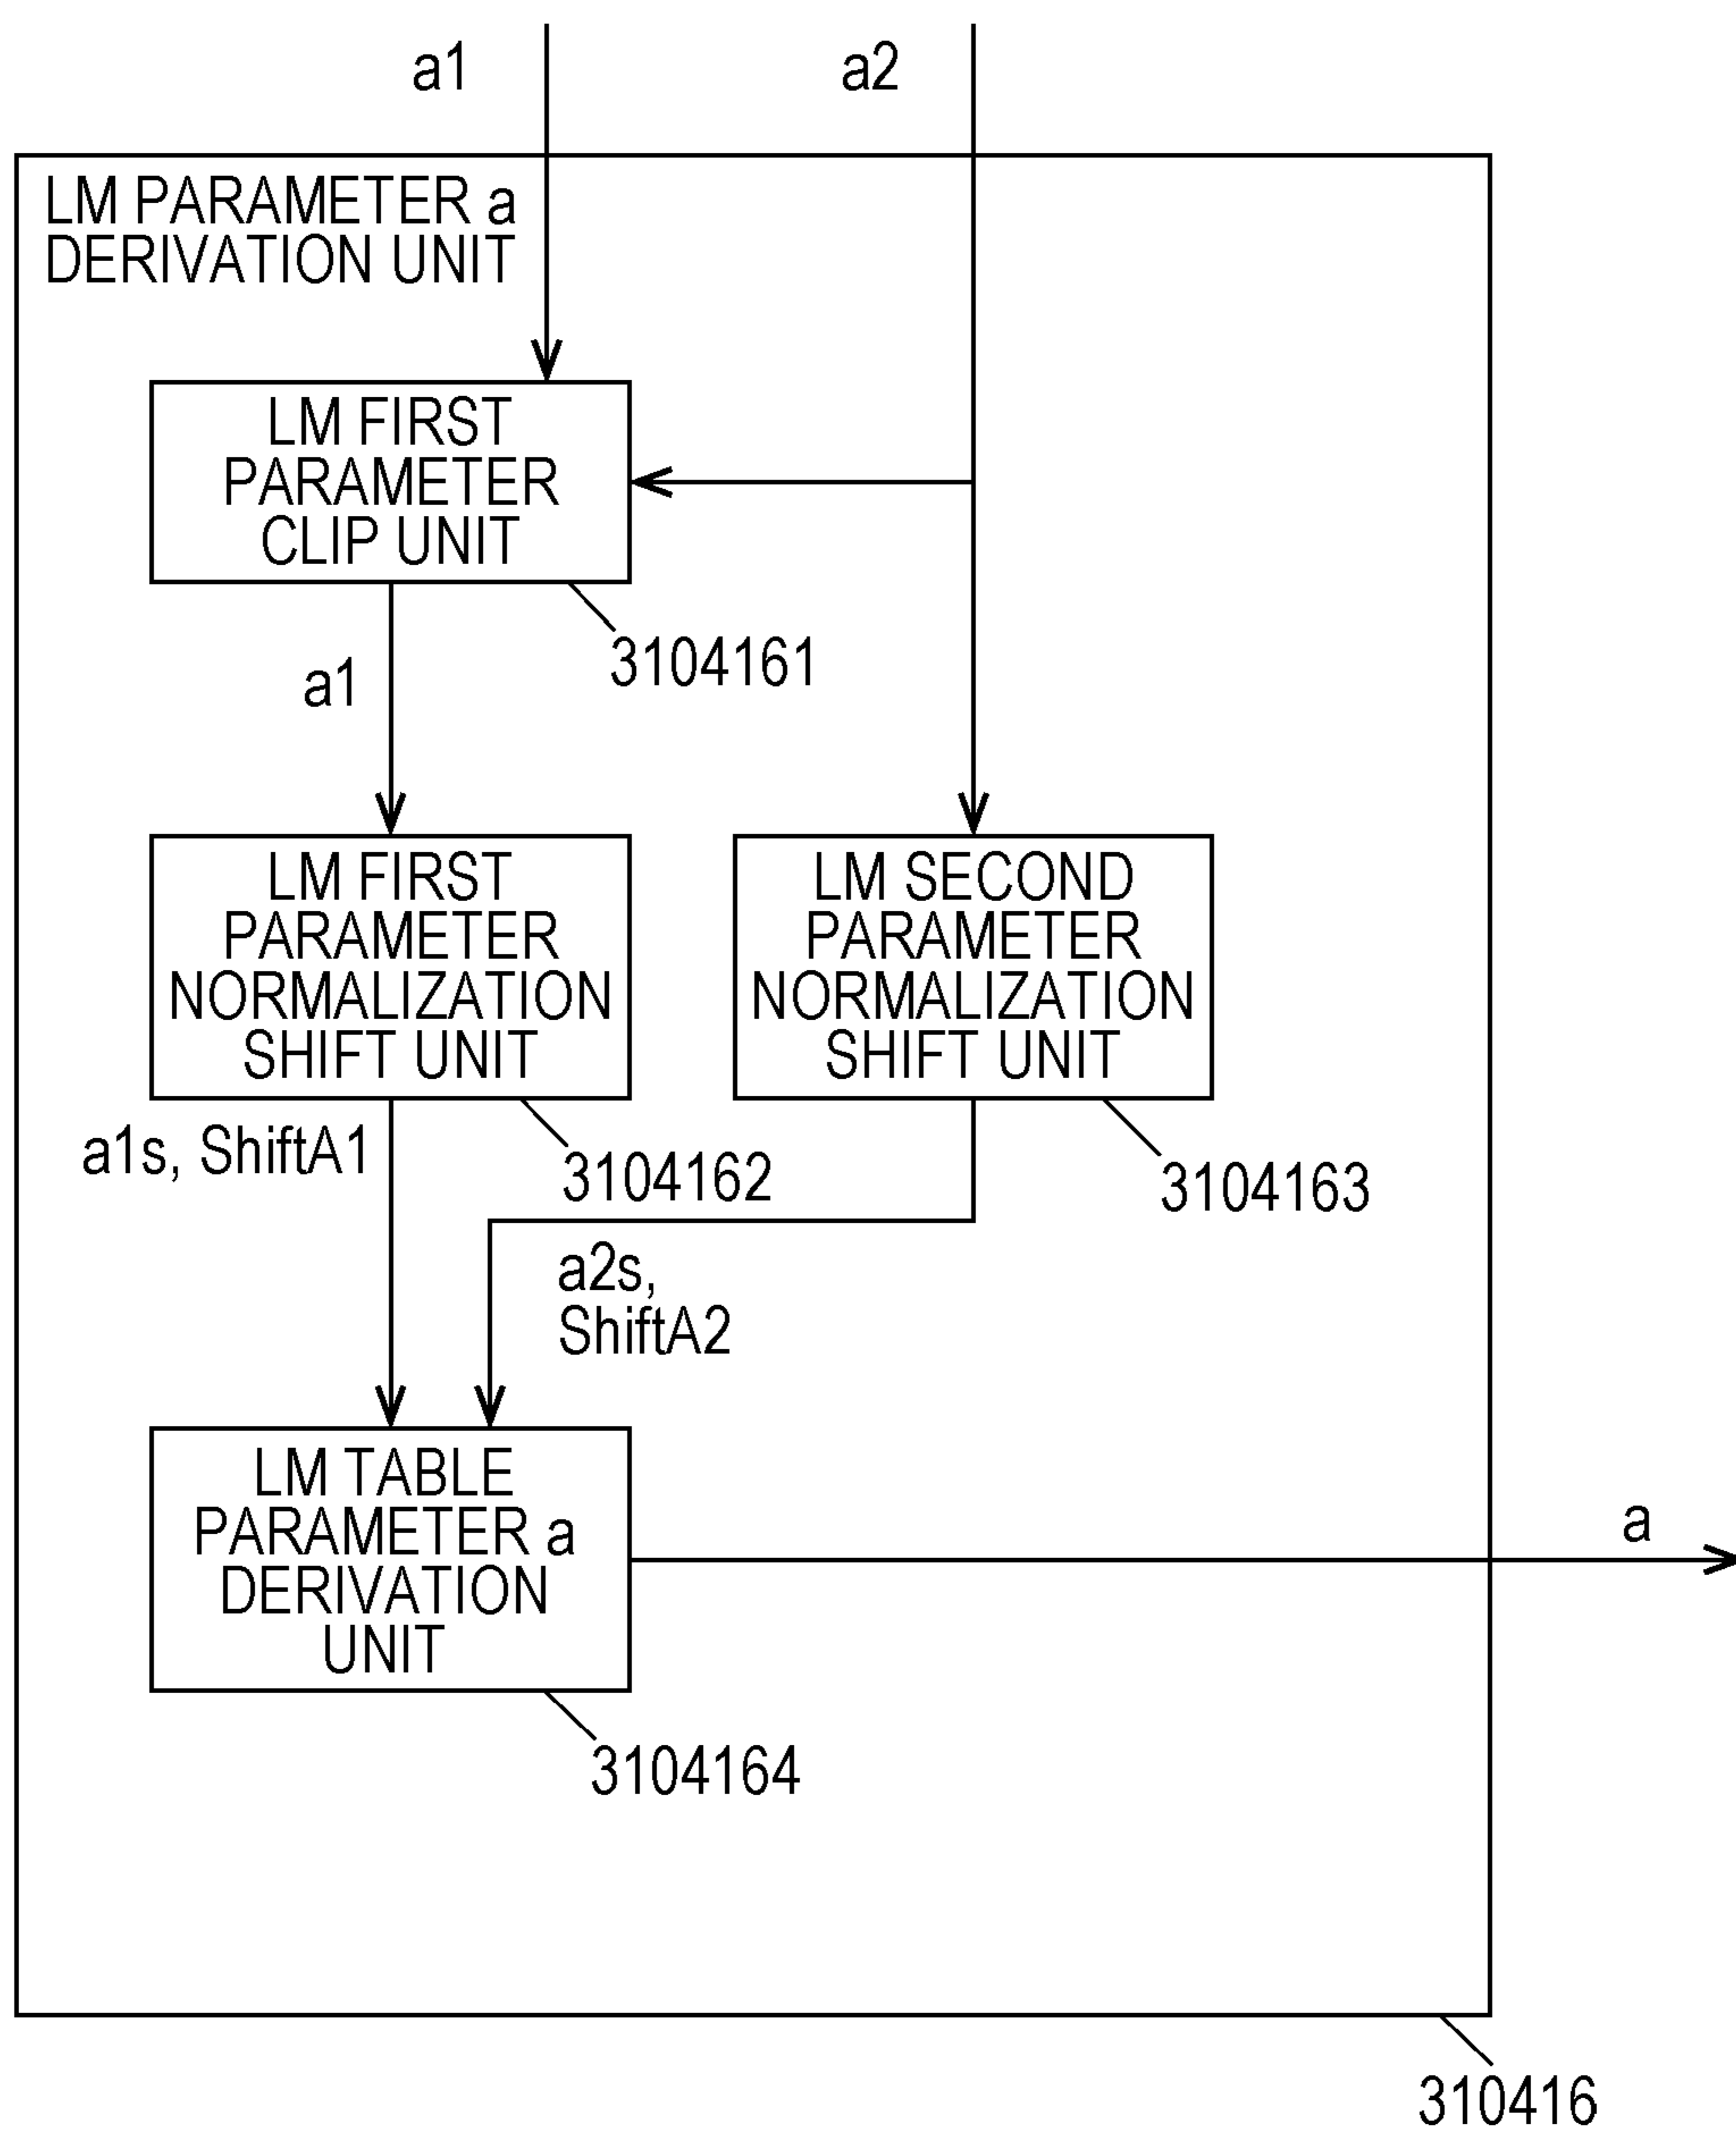 a1
a2
LM PARAMETER a
DERIVATION UNIT
LM FIRST
PARAMETER
CLIP UNIT
3104161
a1
LM FIRST
PARAMETER
NORMALIZATION
SHIFT UNIT
LM SECOND
PARAMETER
NORMALIZATION
SHIFT UNIT
a1s, ShiftA1
3104162
3104163
a2s,
ShiftA2
LM TABLE
PARAMETER a
DERIVATION
UNIT
a
3104164
310416